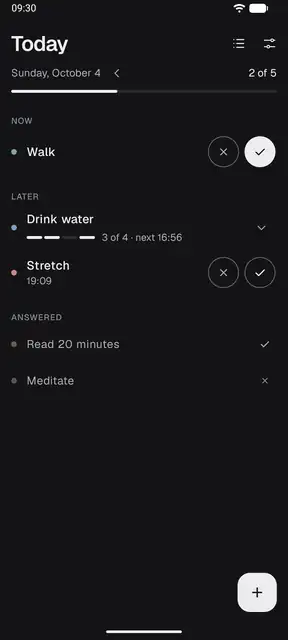 09:30
Today
Sunday, October 4
2 of 5
NOW
Walk
LATER
Drink water
3 of 4 · next 16:56
Stretch
19:09
ANSWERED
Read 20 minutes
Meditate